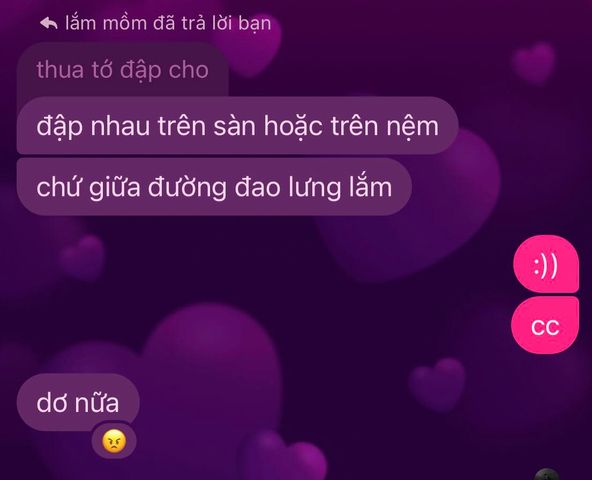 lắm mồm đã trả lời bạn
thua tớ đập cho
đập nhau trên sàn hoặc trên nệm
chứ giữa đường đao lưng lắm
:))
cc
dơ nữa